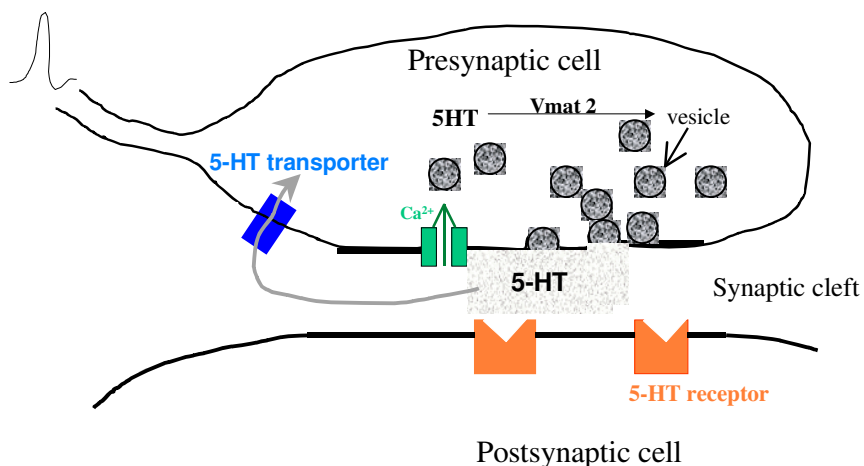 Presynaptic cell
5HT
Vmat 2
vesicle
5-HT transporter
Ca²⁺
5-HT
Synaptic cleft
5-HT receptor
Postsynaptic cell